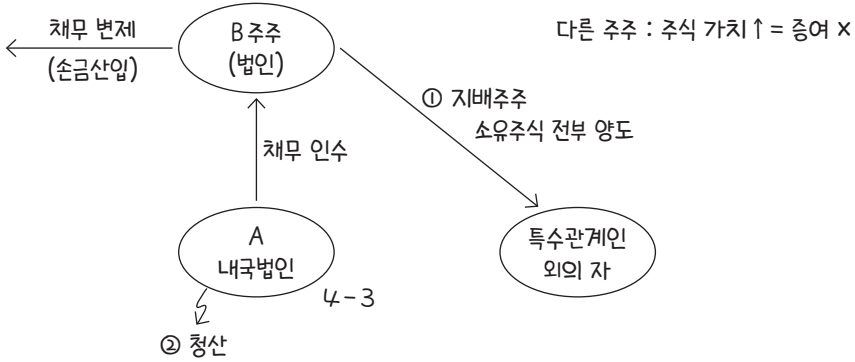 채무 변제
(손금산입)
B 주주
(법인)
다른 주주 : 주식 가치 ↑ = 증여 X
① 지배주주
소유주식 전부 양도
채무 인수
A
내국법인
4-3
특수관계인
외의 자
② 청산